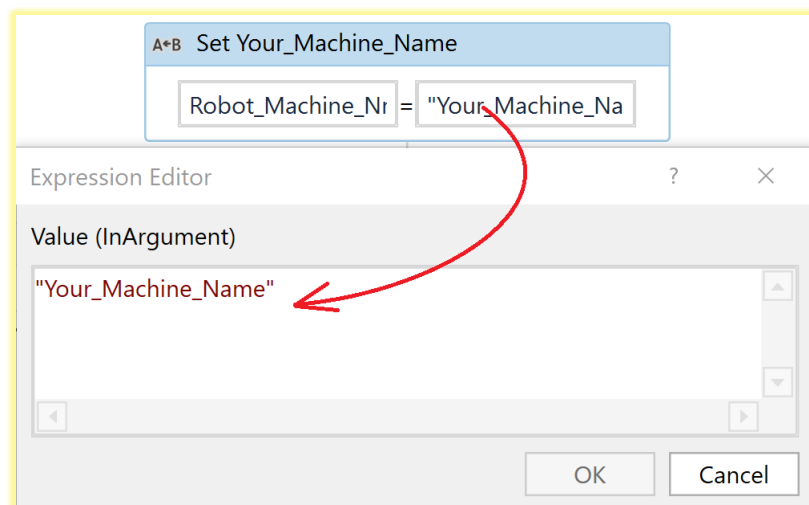 A←B Set Your_Machine_Name
Robot_Machine_Nr = "Your_Machine_Na
Expression Editor ? ×
Value (InArgument)
"Your_Machine_Name"
OK Cancel